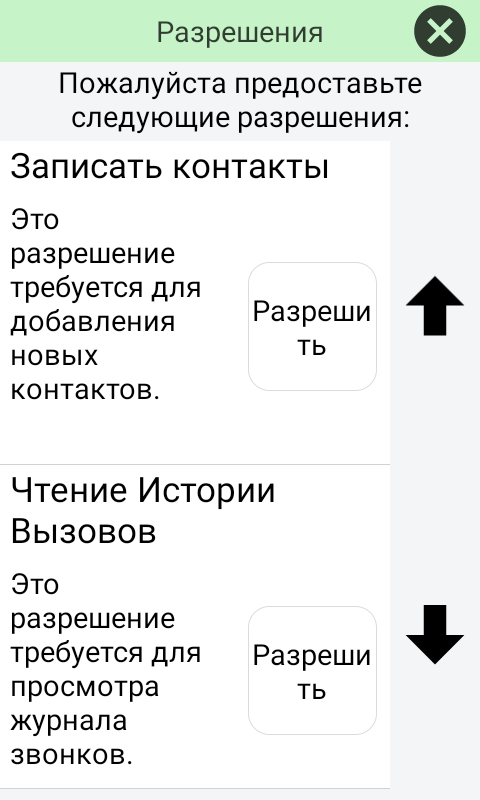 Разрешения
Пожалуйста предоставьте
следующие разрешения:
Записать контакты
Это
разрешение
требуется для
добавления
новых
контактов.
Разреши
ть
Чтение Истории
Вызовов
Это
разрешение
требуется для
просмотра
журнала
звонков.
Разреши
ть